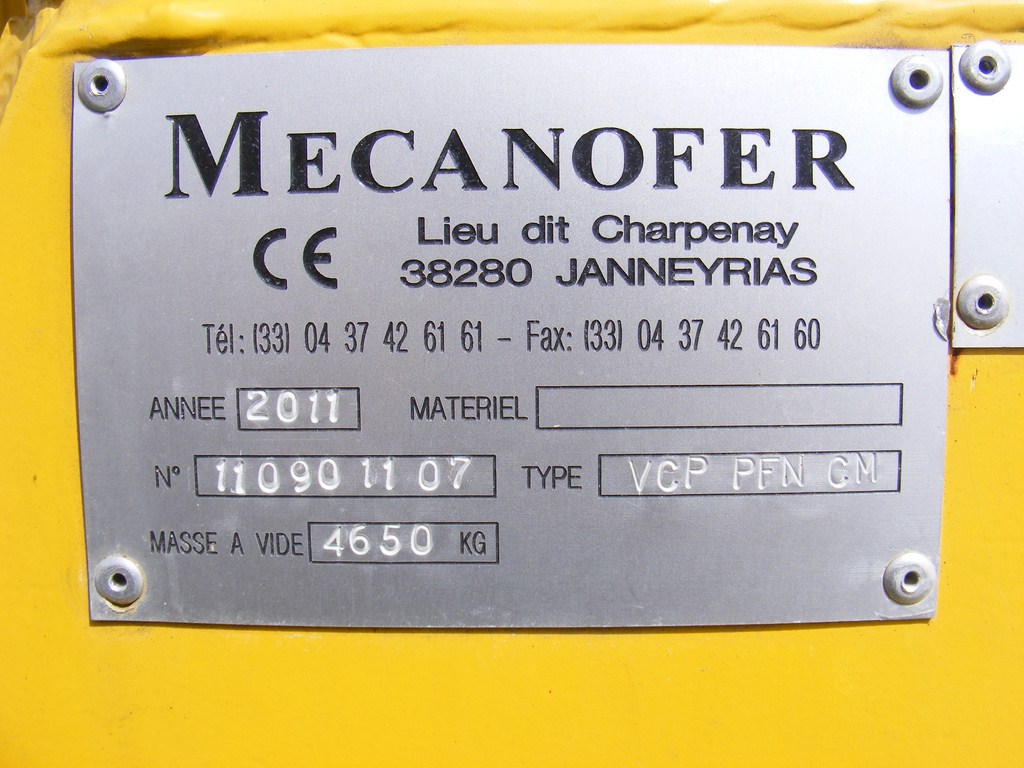 MECANOFER
CE Lieu dit Charpenay
38280 JANNEYRIAS
Tél: (33) 04 37 42 61 61 - Fax: (33) 04 37 42 61 60
ANNEE 2011 MATERIEL
N° 11090 11 07 TYPE VCP PFN CM
MASSE A VIDE 4650 KG